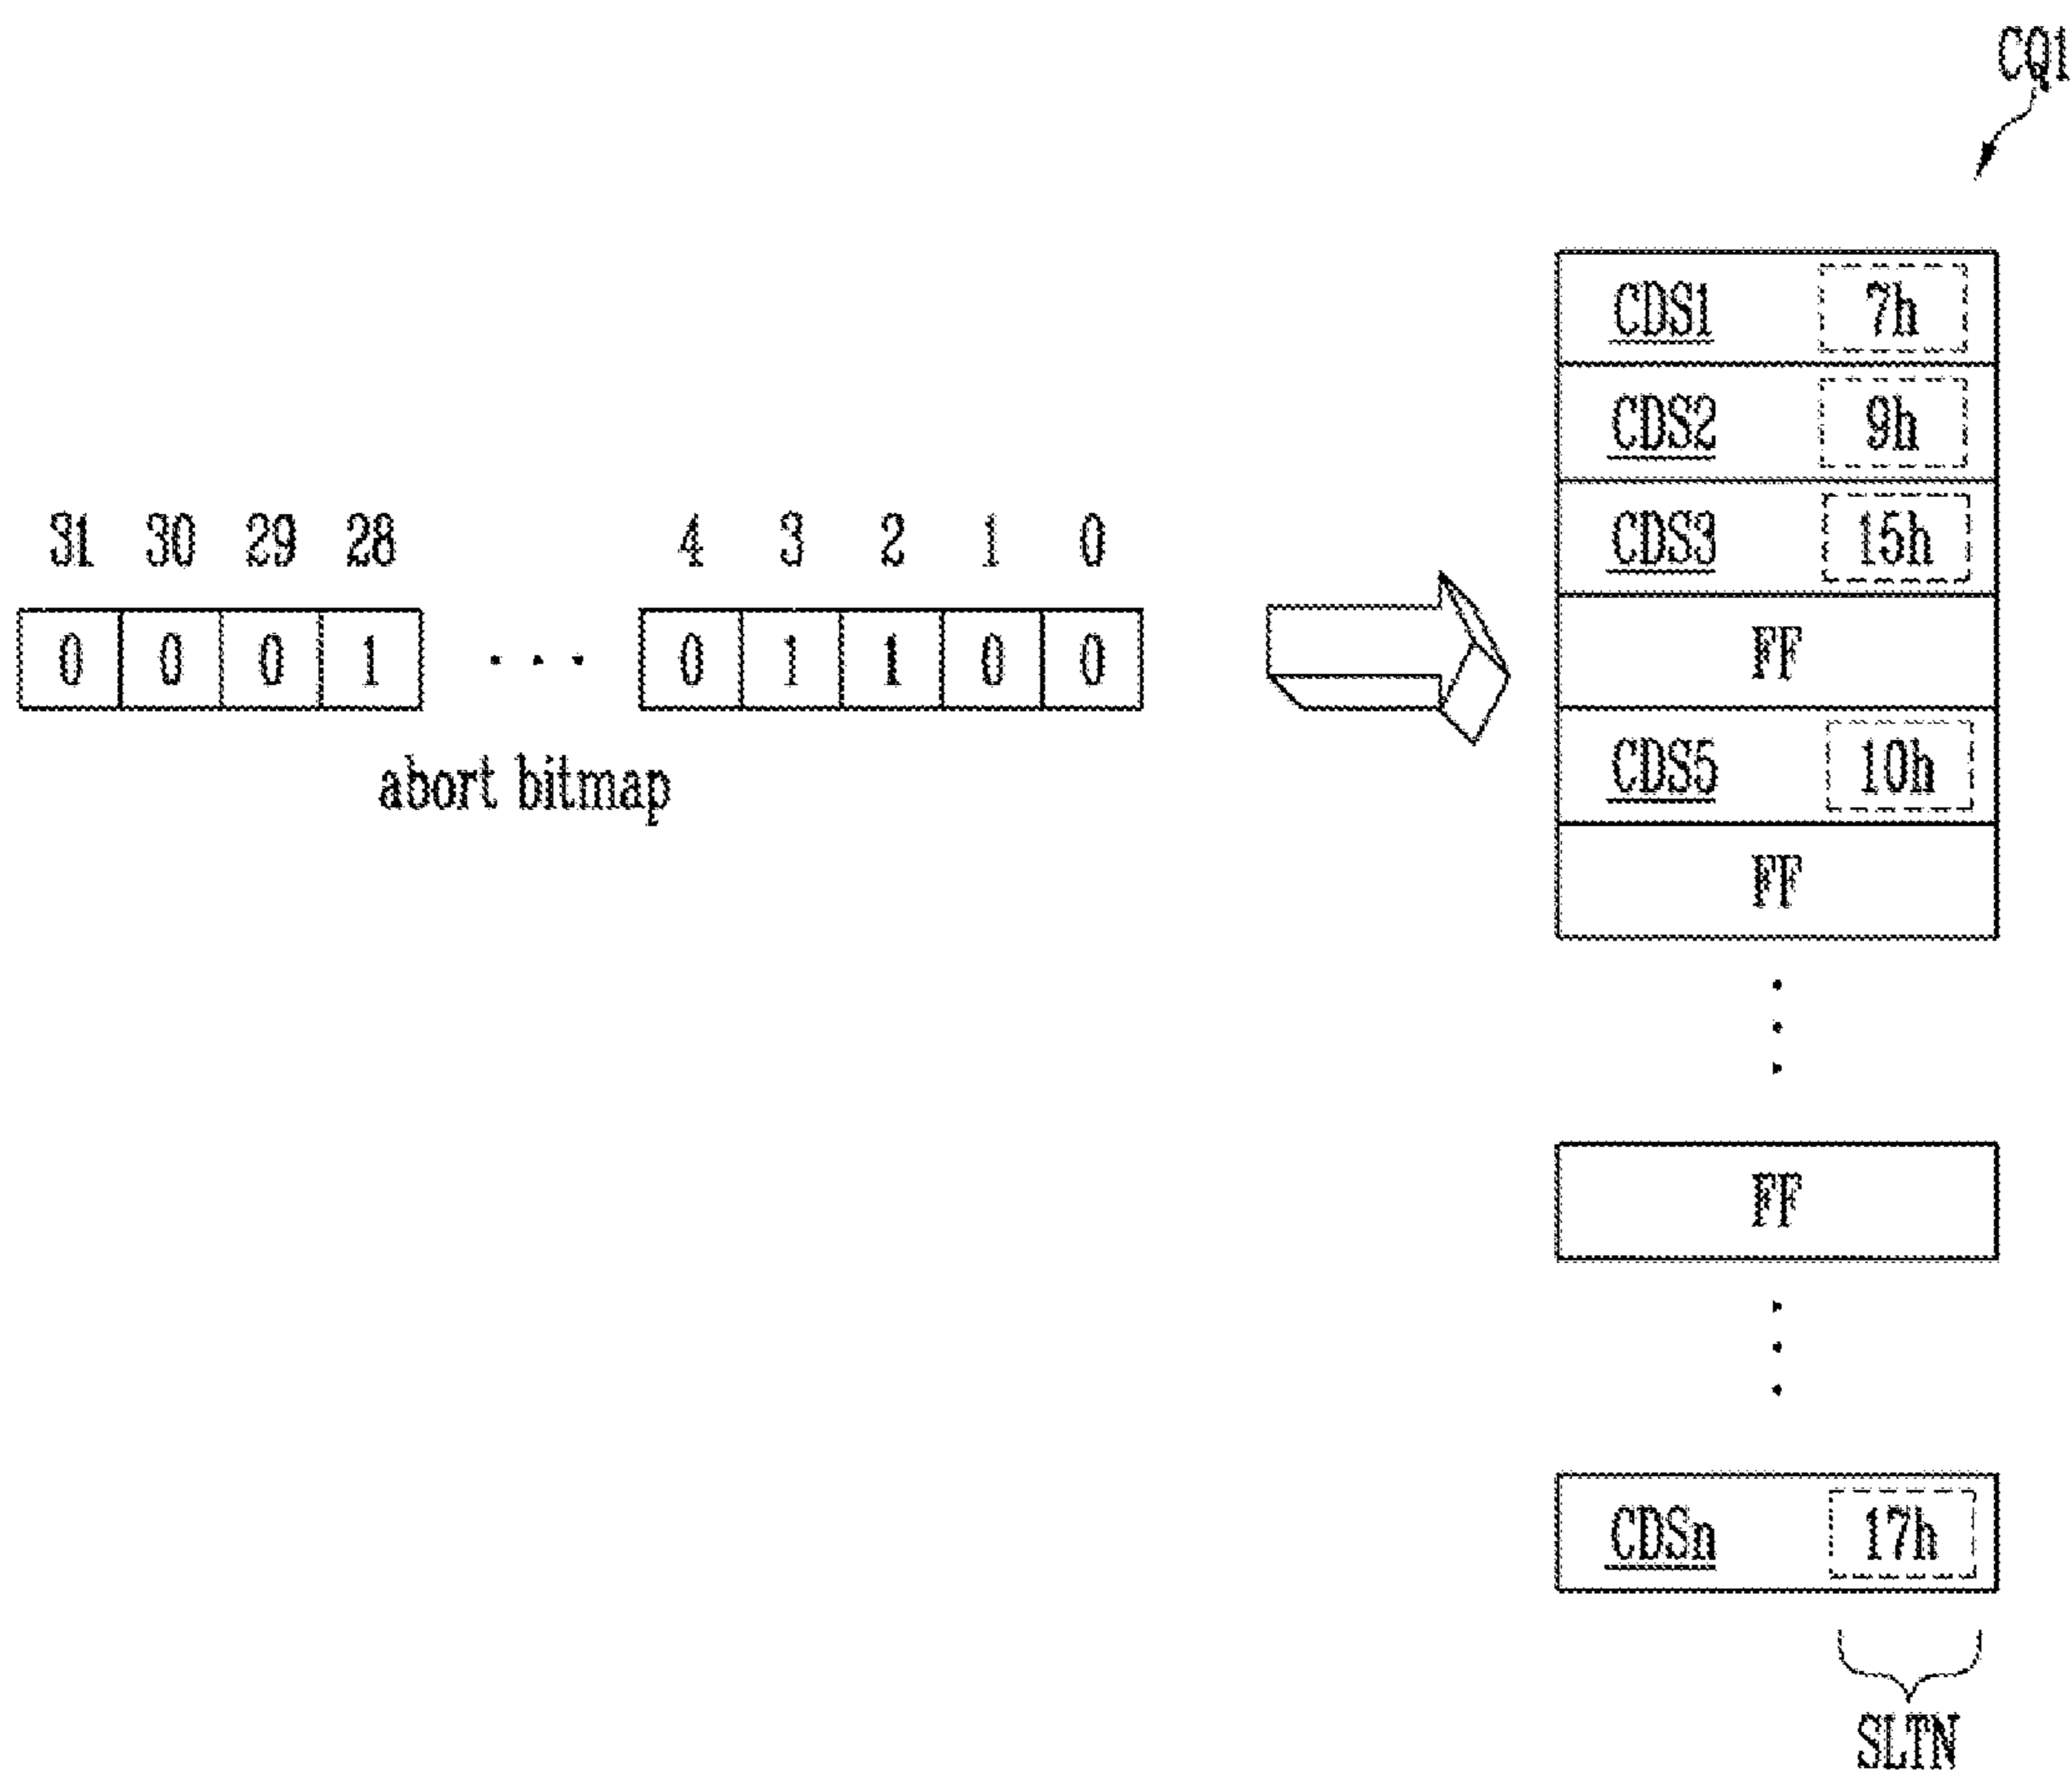 CQ1
CDS1 7h
CDS2 9h
31 30 29 28 4 3 2 1 0
CDS3 15h
0 0 0 1 ... 0 1 1 0 0
FF
abort bitmap
CDS5 10h
FF
FF
CDSn 17h
SLTN